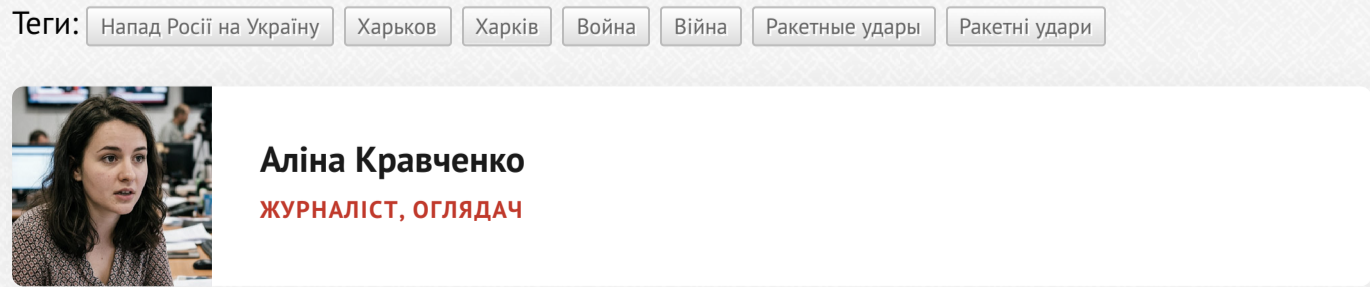 Теги: Напад Росії на Україну Харьков Харків Война Війна Ракетные удары Ракетні удари
Аліна Кравченко
ЖУРНАЛІСТ, ОГЛЯДАЧ